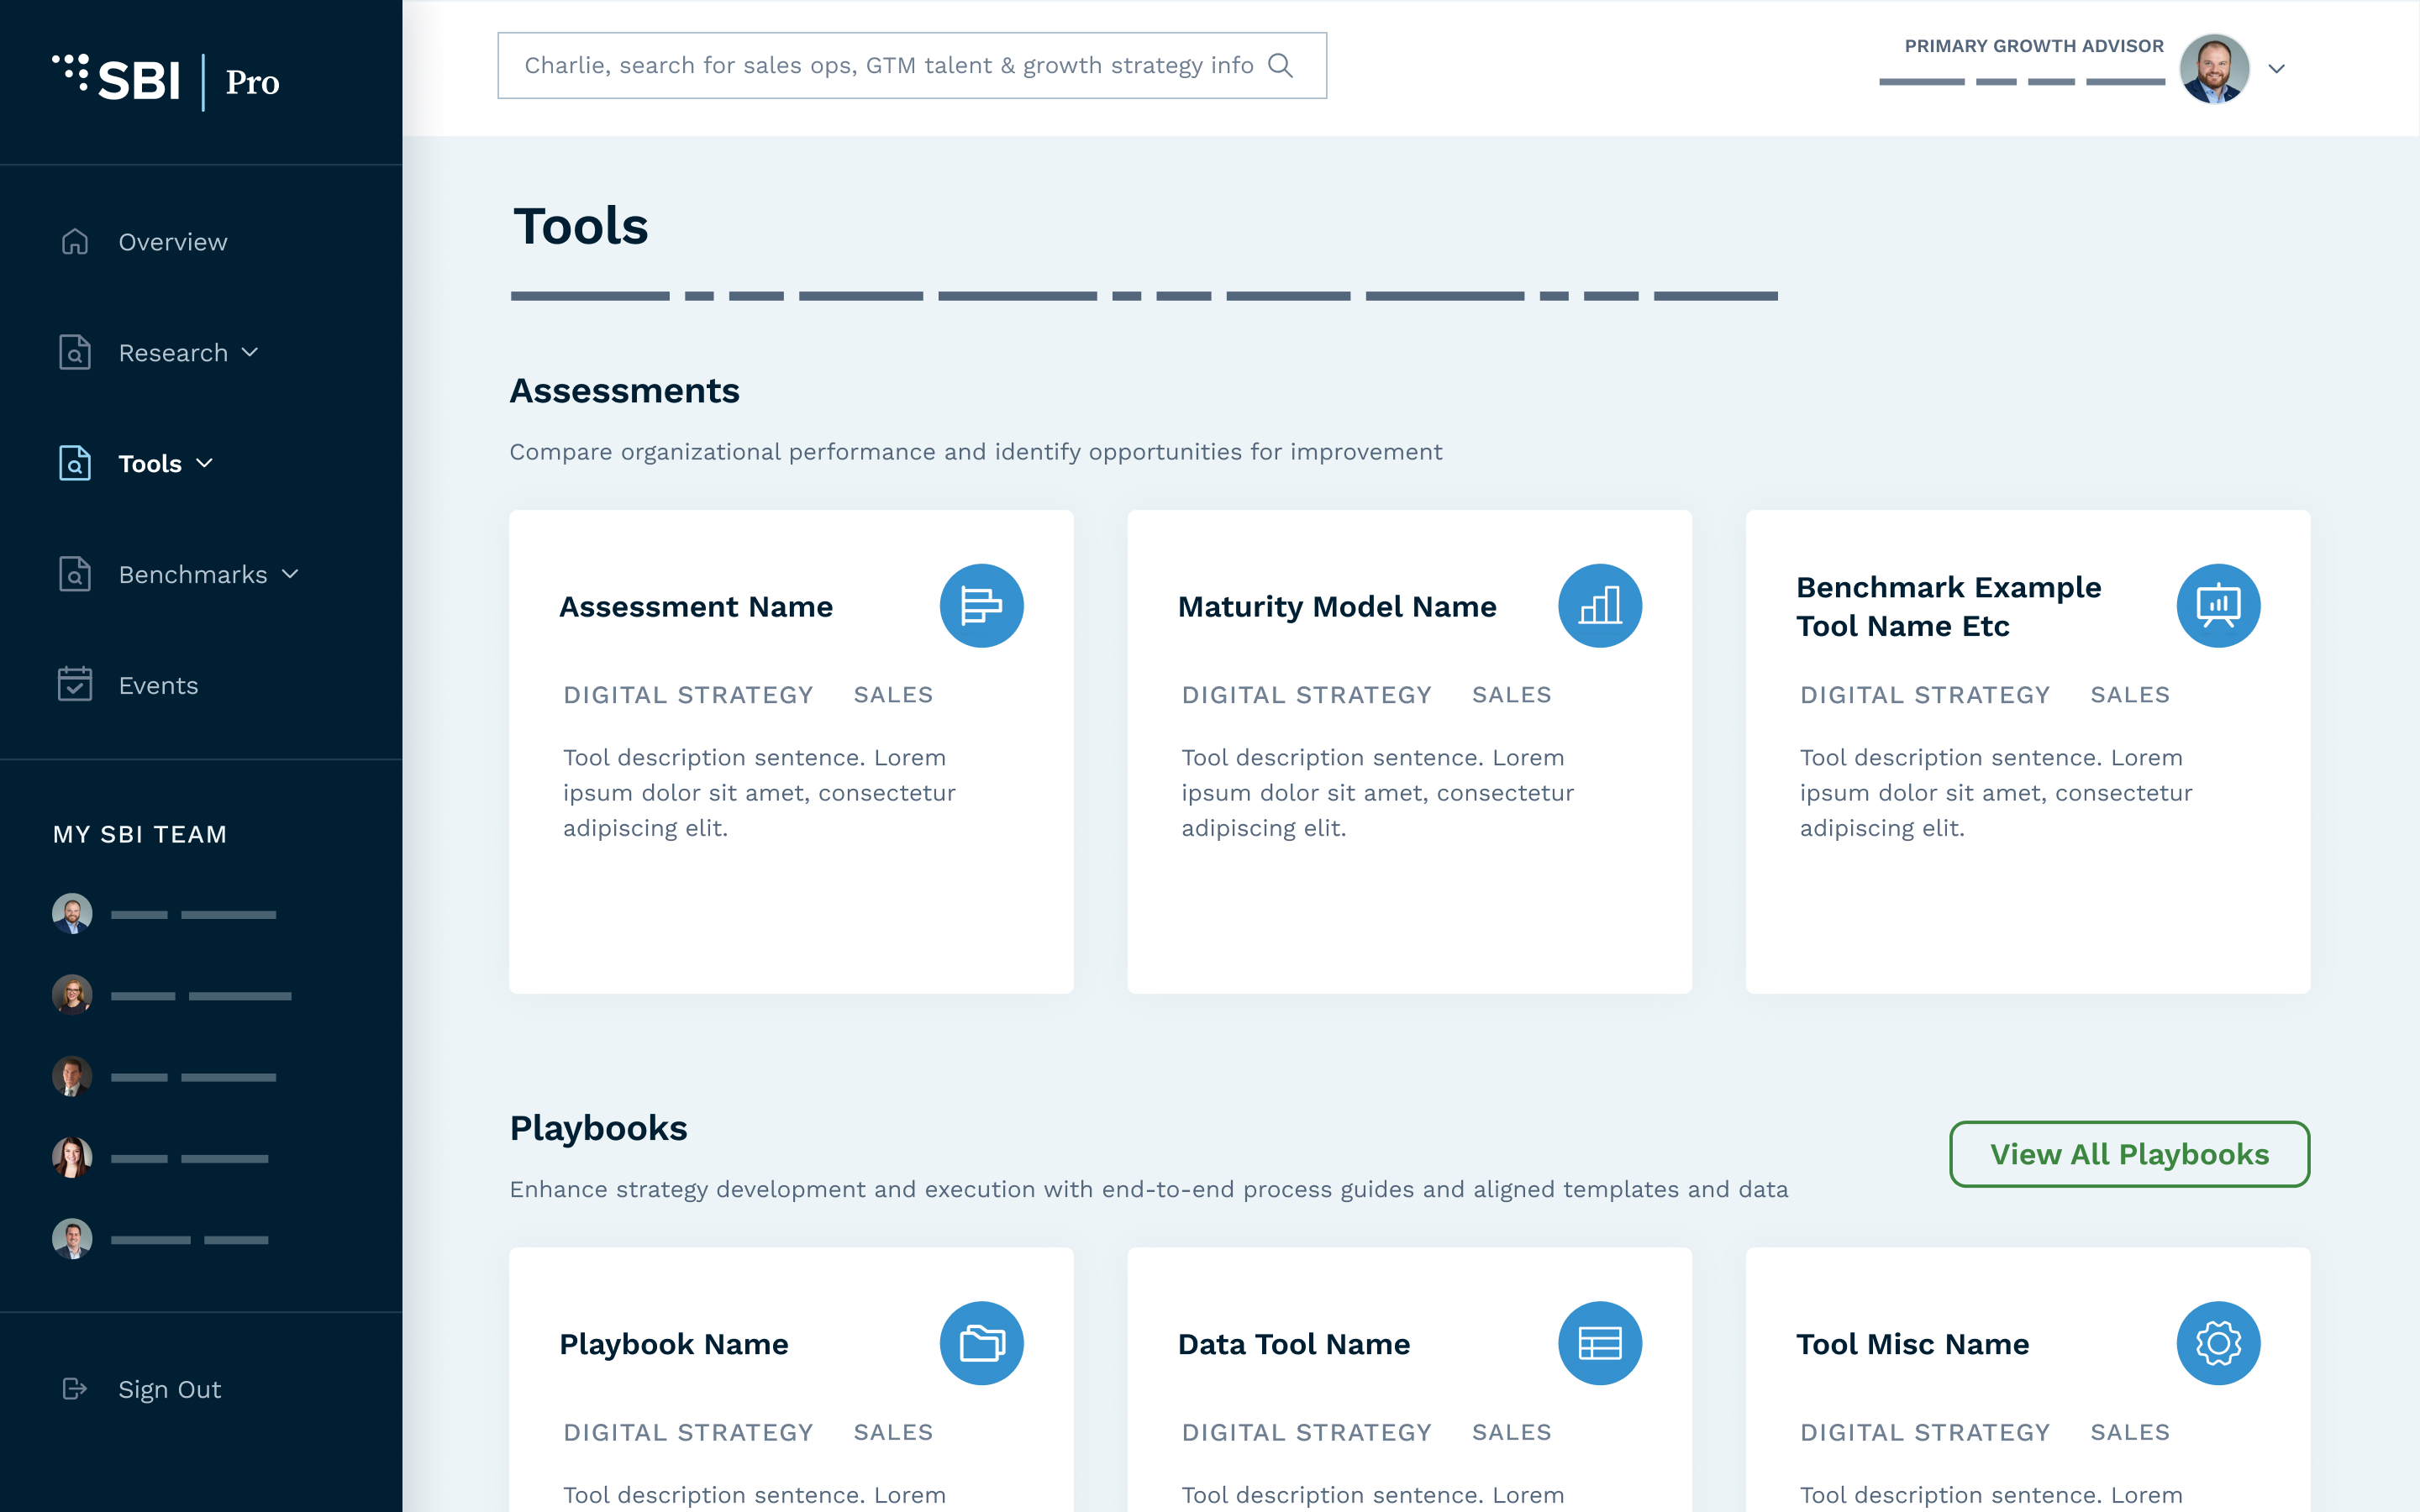 SBI Pro
Overview
Research
Tools
Benchmarks
Events
MY SBI TEAM
Sign Out
Charlie, search for sales ops, GTM talent & growth strategy info
PRIMARY GROWTH ADVISOR
Tools
Assessments
Compare organizational performance and identify opportunities for improvement
Assessment Name
DIGITAL STRATEGY SALES
Tool description sentence. Lorem
ipsum dolor sit amet, consectetur
adipiscing elit.
Maturity Model Name
DIGITAL STRATEGY SALES
Tool description sentence. Lorem
ipsum dolor sit amet, consectetur
adipiscing elit.
Benchmark Example
Tool Name Etc
DIGITAL STRATEGY SALES
Tool description sentence. Lorem
ipsum dolor sit amet, consectetur
adipiscing elit.
Playbooks
Enhance strategy development and execution with end-to-end process guides and aligned templates and data
View All Playbooks
Playbook Name
DIGITAL STRATEGY SALES
Tool description sentence. Lorem
Data Tool Name
DIGITAL STRATEGY SALES
Tool description sentence. Lorem
Tool Misc Name
DIGITAL STRATEGY SALES
Tool description sentence. Lorem